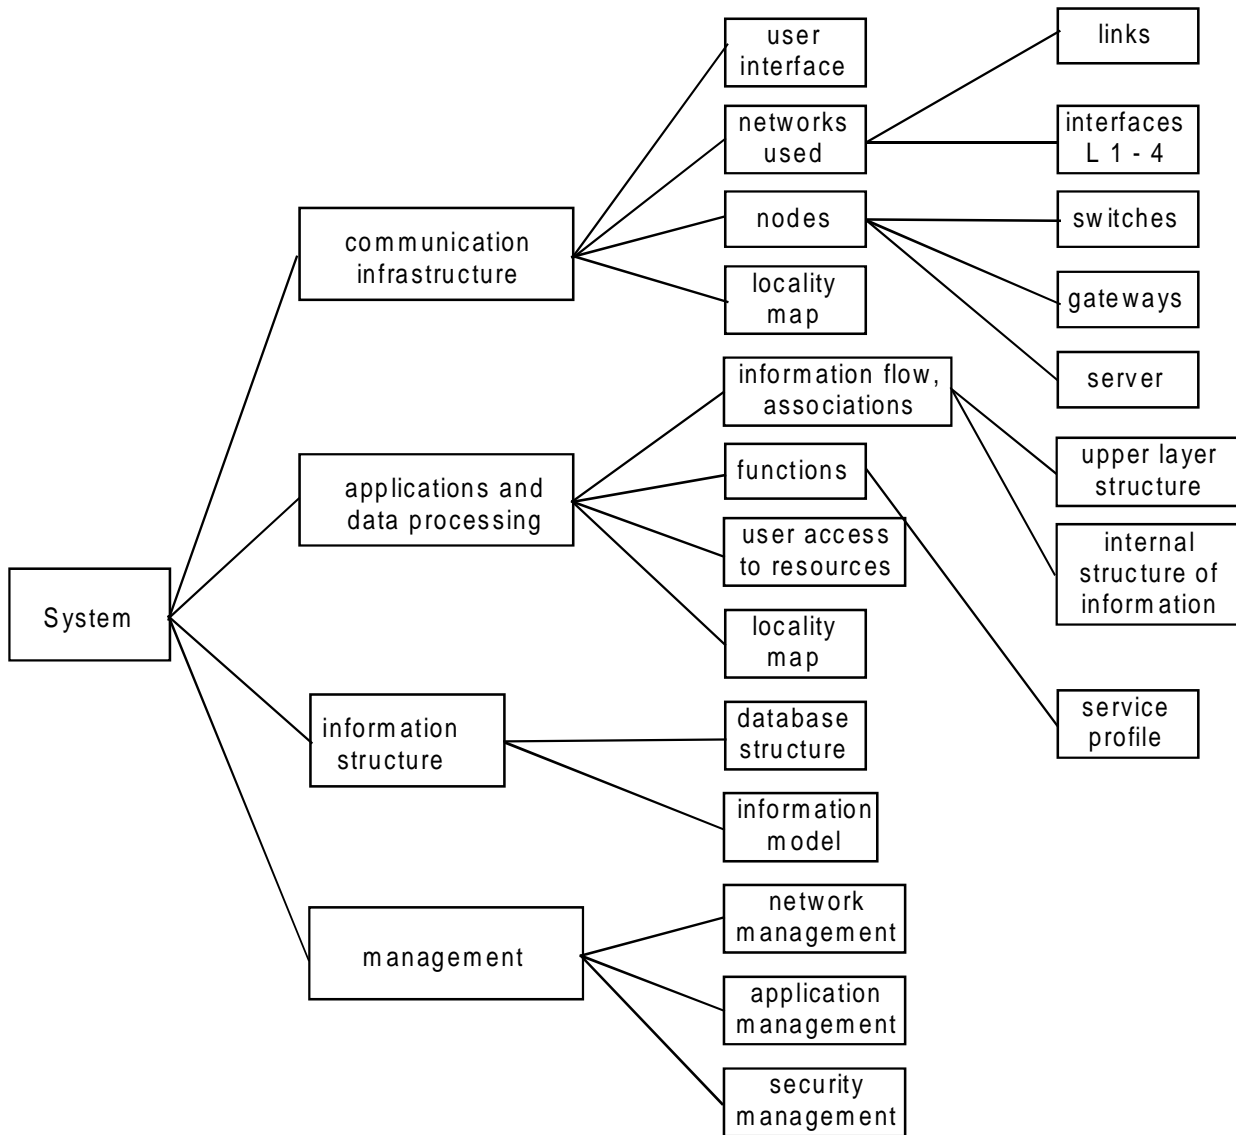 System
communication
infrastructure
applications and
data processing
information
structure
management
user
interface
networks
used
nodes
locality
map
information flow,
associations
functions
user access
to resources
locality
map
database
structure
information
model
network
management
application
management
security
management
links
interfaces
L 1 - 4
switches
gateways
server
upper layer
structure
internal
structure of
information
service
profile